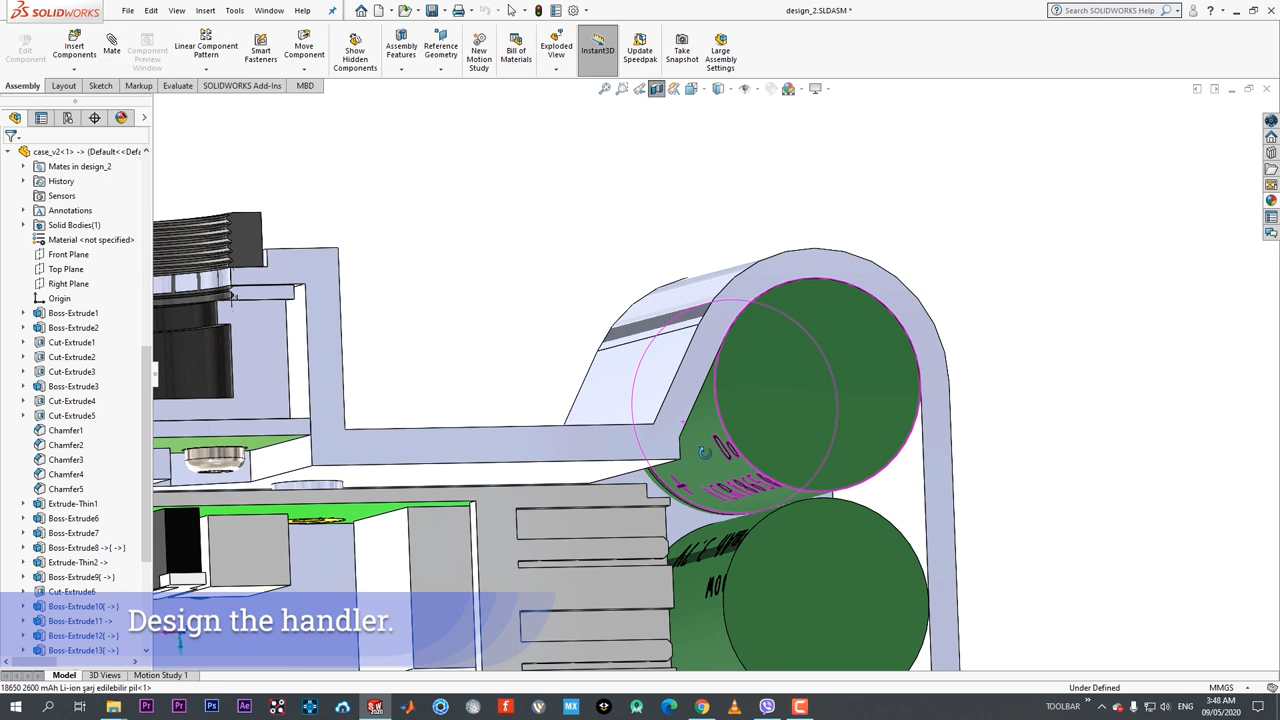 SOLIDWORKS
File
Edit
View
Insert
Tools
Window
Help
design_2.SLDASM *
Search SOLIDWORKS Help
Edit
Component
Insert
Components
Mate
Component
Preview
Window
Linear Component
Pattern
Smart
Fasteners
Move
Component
Show
Hidden
Components
Assembly
Features
Reference
Geometry
New
Motion
Study
Bill of
Materials
Exploded
View
Instant3D
Update
Speedpak
Take
Snapshot
Large
Assembly
Settings
Assembly
Layout
Sketch
Markup
Evaluate
SOLIDWORKS Add-Ins
MBD
case_v2<1> -> (Default<<Defa
Mates in design_2
History
Sensors
Annotations
Solid Bodies(1)
Material <not specified>
Front Plane
Top Plane
Right Plane
Origin
Boss-Extrude1
Boss-Extrude2
Cut-Extrude1
Cut-Extrude2
Cut-Extrude3
Boss-Extrude3
Cut-Extrude4
Cut-Extrude5
Chamfer1
Chamfer2
Chamfer3
Chamfer4
Chamfer5
Extrude-Thin1
Boss-Extrude6
Boss-Extrude7
Boss-Extrude8 ->{ ->}
Extrude-Thin2 ->
Boss-Extrude9{ ->}
Cut-Extrude6
Boss-Extrude10{ ->}
Boss-Extrude11 ->
Boss-Extrude12{ ->}
Boss-Extrude13{ ->}
Design the handler.
Model
3D Views
Motion Study 1
18650 2600 mAh Li-ion şarj edilebilir pil<1>
Under Defined
MMGS
TOOLBAR
ENG
3:48 AM
09/05/2020